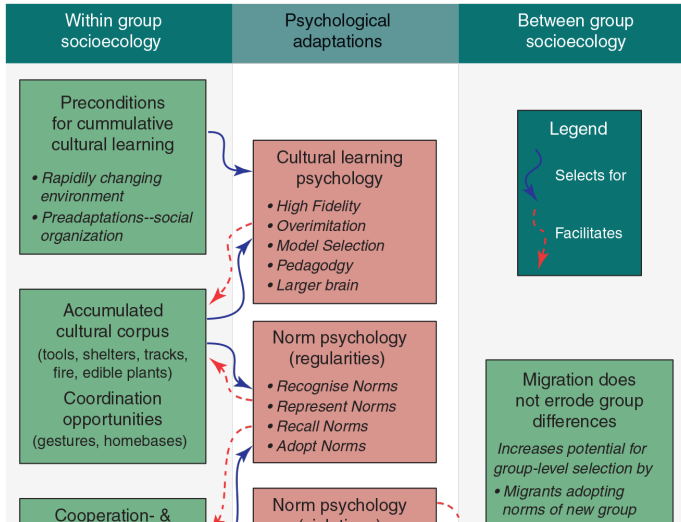 Within group
socioecology
Psychological
adaptations
Between group
socioecology
Preconditions
for cummulative
cultural learning
• Rapidily changing
environment
• Preadaptations--social
organization
Cultural learning
psychology
• High Fidelity
• Overimitation
• Model Selection
• Pedagodgy
• Larger brain
Legend
Selects for
Facilitates
Accumulated
cultural corpus
(tools, shelters, tracks,
fire, edible plants)
Coordination
opportunities
(gestures, homebases)
Norm psychology
(regularities)
• Recognise Norms
• Represent Norms
• Recall Norms
• Adopt Norms
Migration does
not errode group
differences
Increases potential for
group-level selection by
• Migrants adopting
norms of new group
Cooperation- &
Norm psychology